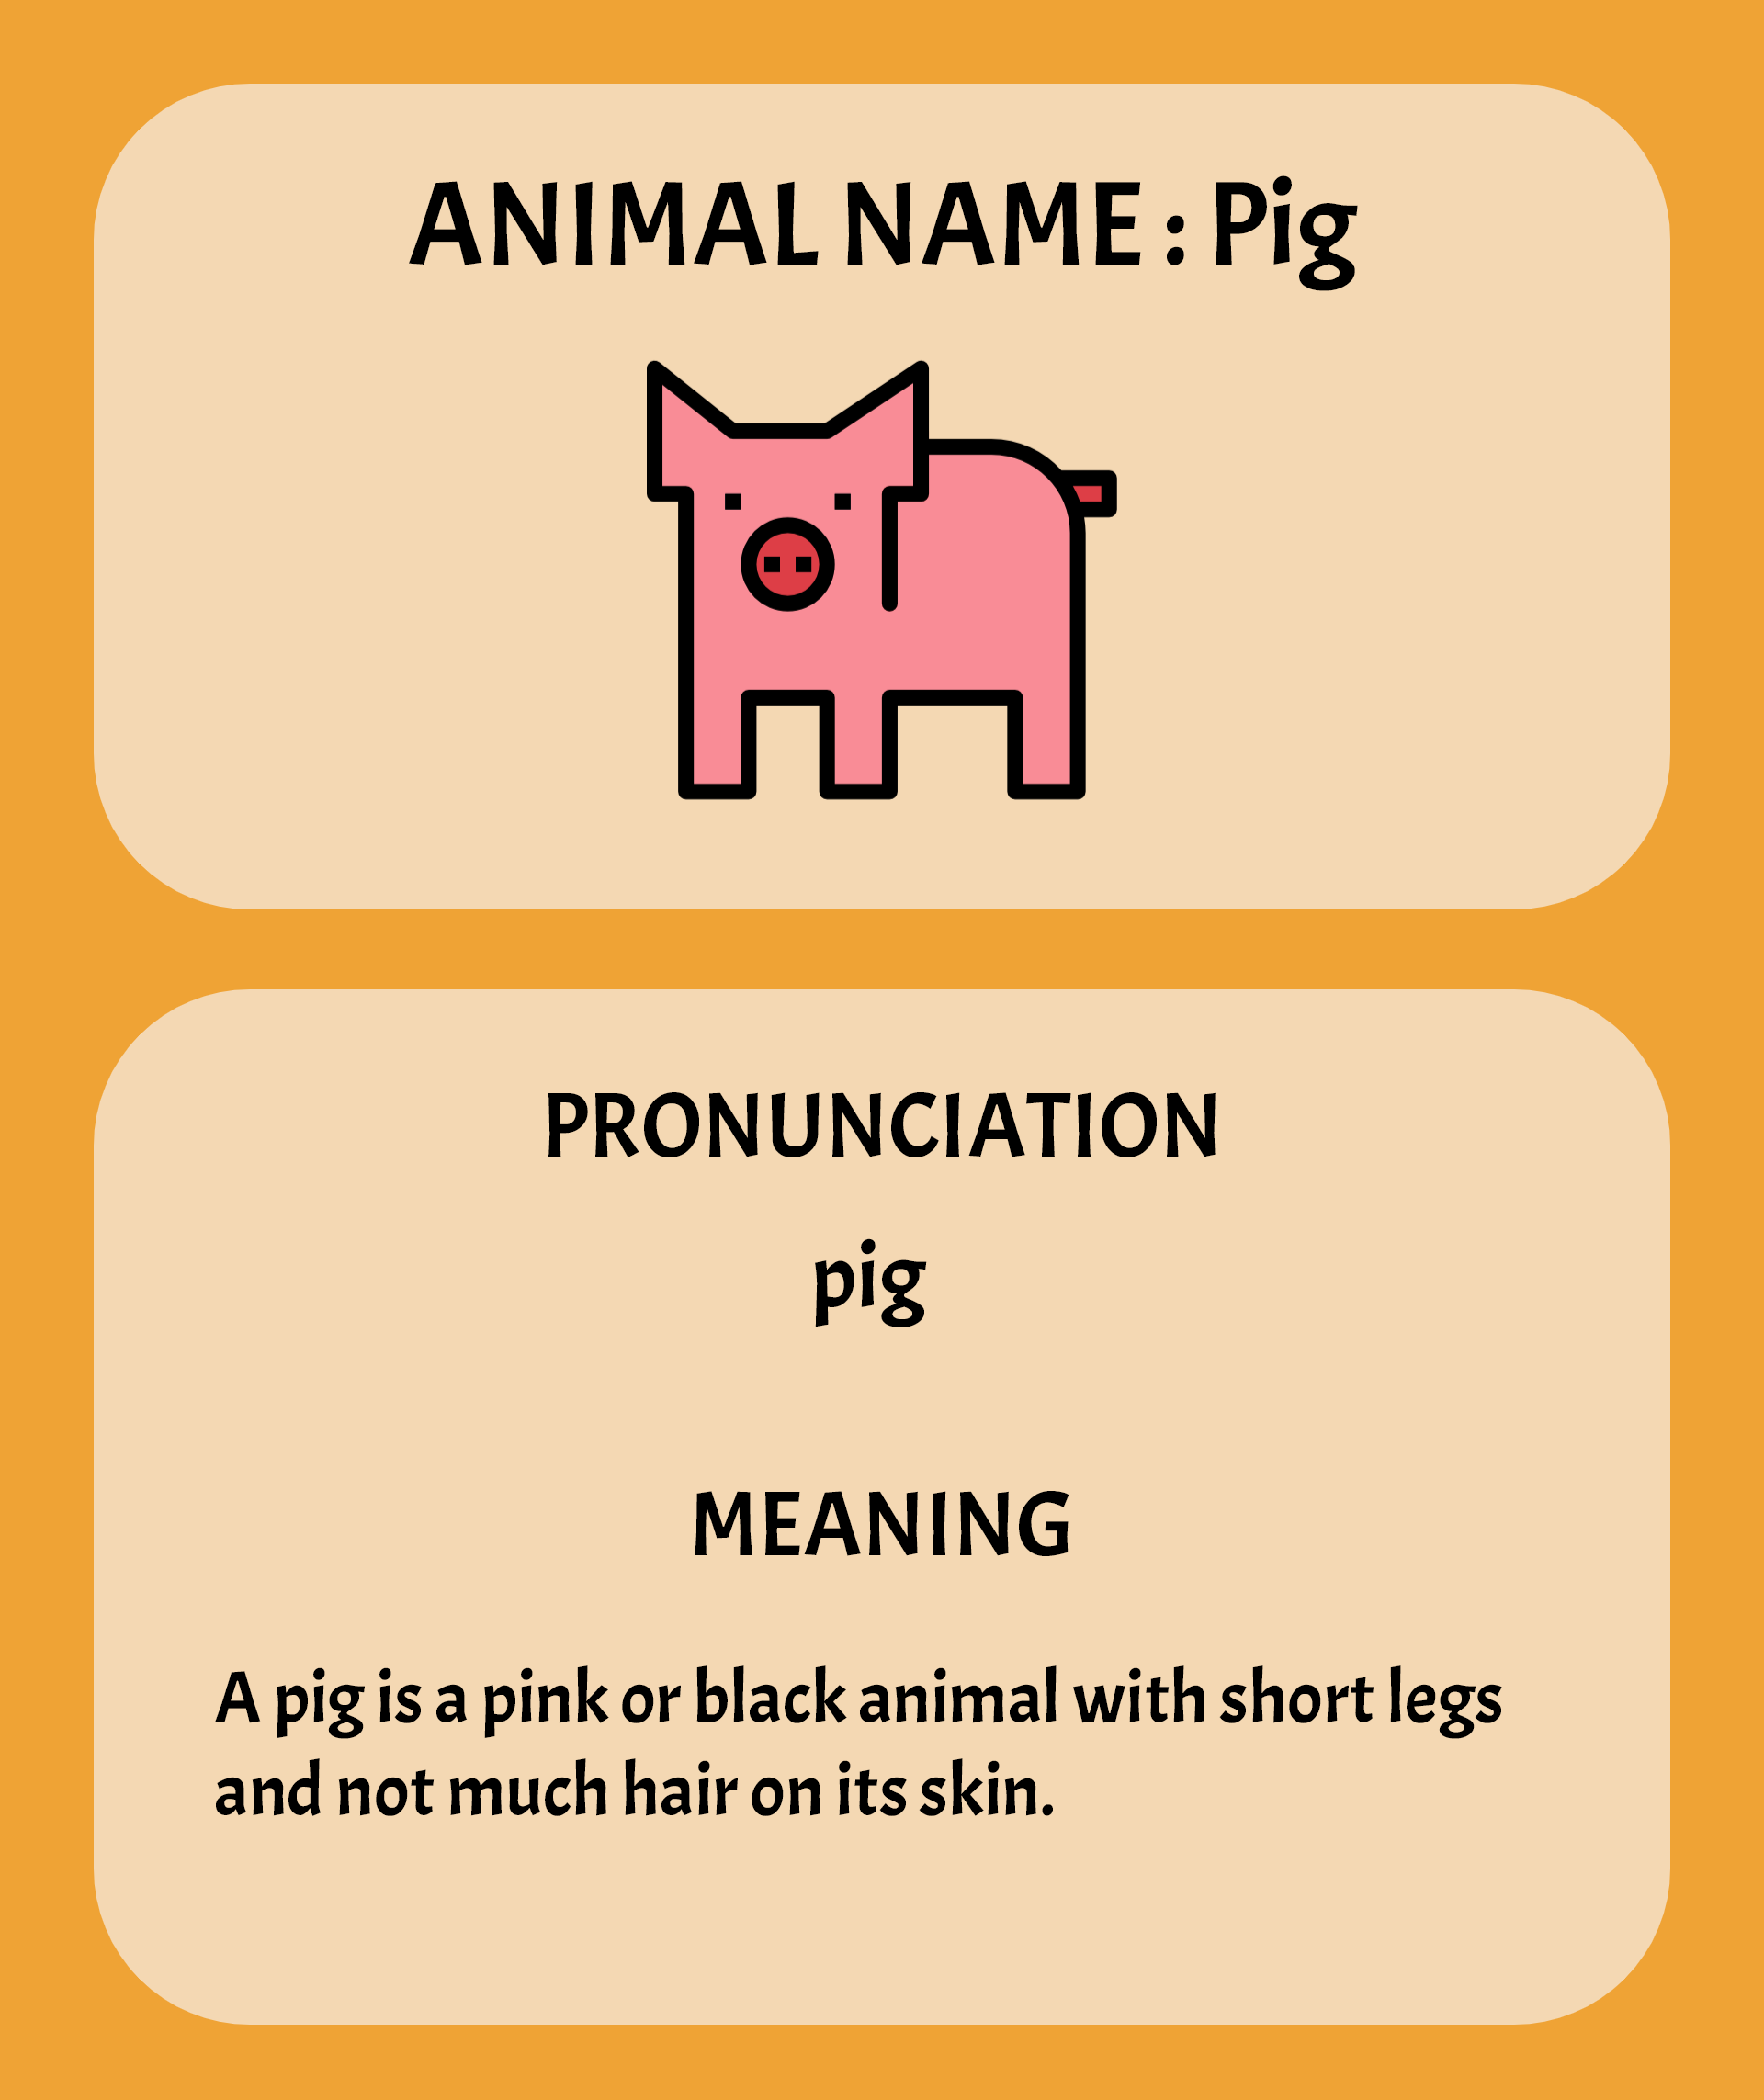 ANIMAL NAME : Pig
PRONUNCIATION
pig
MEANING
A pig is a pink or black animal with short legs
and not much hair on its skin.